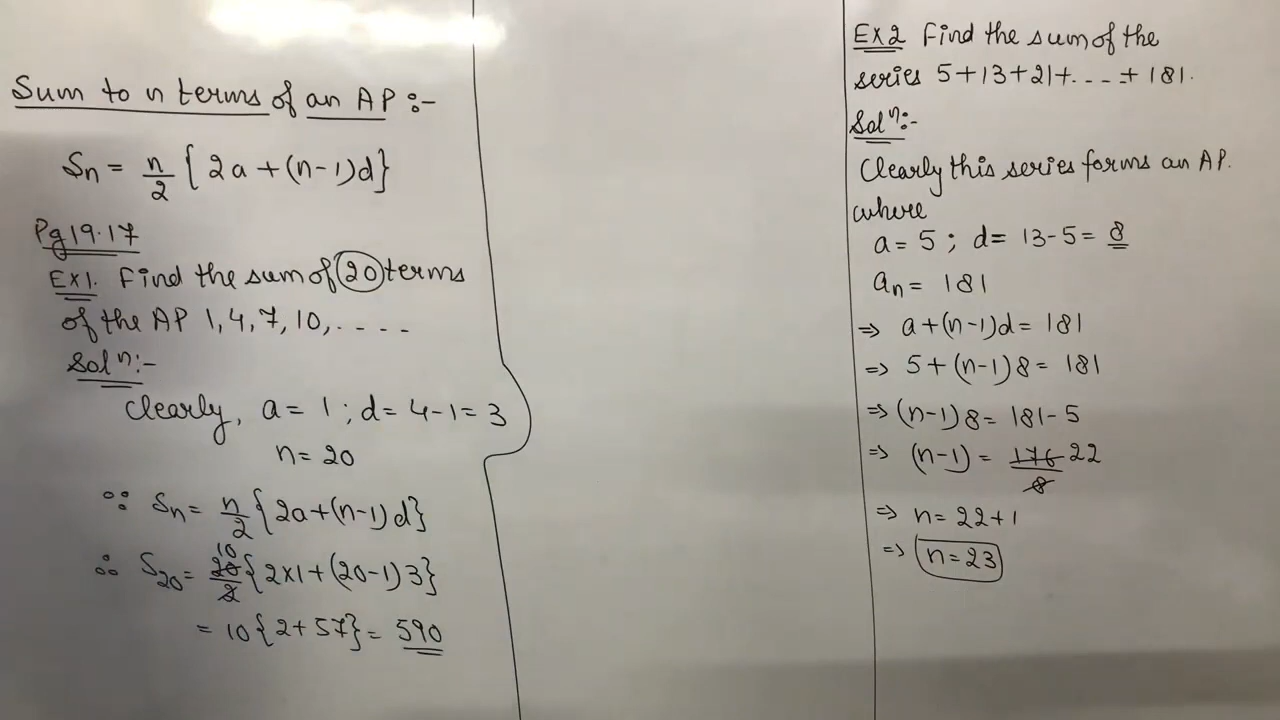 Sum to n terms of an AP :-
Sn = n/2 { 2a + (n-1)d}
Pg 19.17
Ex 1. Find the sum of 20 terms
of the AP 1, 4, 7, 10, . . . .
Solⁿ:-
Clearly, a = 1 ; d = 4-1 = 3
n = 20
∵ Sn = n/2 {2a+(n-1)d}
∴ S20 = 20/2 10 {2x1+(20-1)3}
= 10{2+57} = 590
Ex 2 Find the sum of the
series 5+13+21+. . . . + 181.
Solⁿ:-
Clearly this series forms an AP.
where
a = 5 ; d = 13-5 = 8
an = 181
⇒ a+(n-1)d = 181
⇒ 5+(n-1)8 = 181
⇒ (n-1)8 = 181-5
⇒ (n-1) = 176/8 22
⇒ n = 22+1
⇒ n = 23